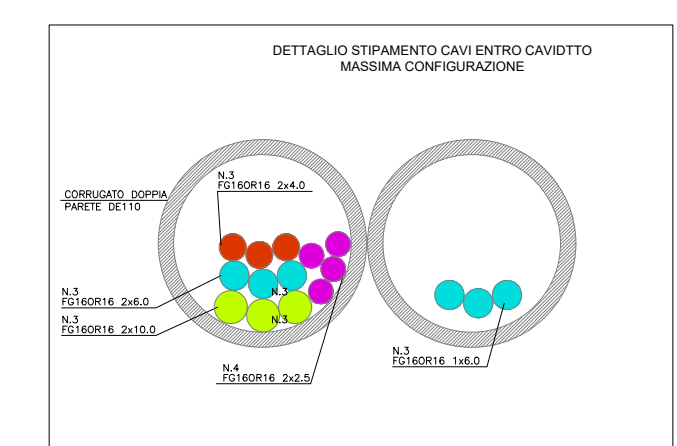 DETTAGLIO STIPAMENTO CAVI ENTRO CAVIDTTO
MASSIMA CONFIGURAZIONE
N.3
FG16OR16 2x4.0
CORRUGATO DOPPIA
PARETE DE110
N.3
FG16OR16 2x6.0
N.3
N.3
FG16OR16 2x10.0
N.3
N.4
FG16OR16 2x2.5
N.3
FG16OR16 1x6.0